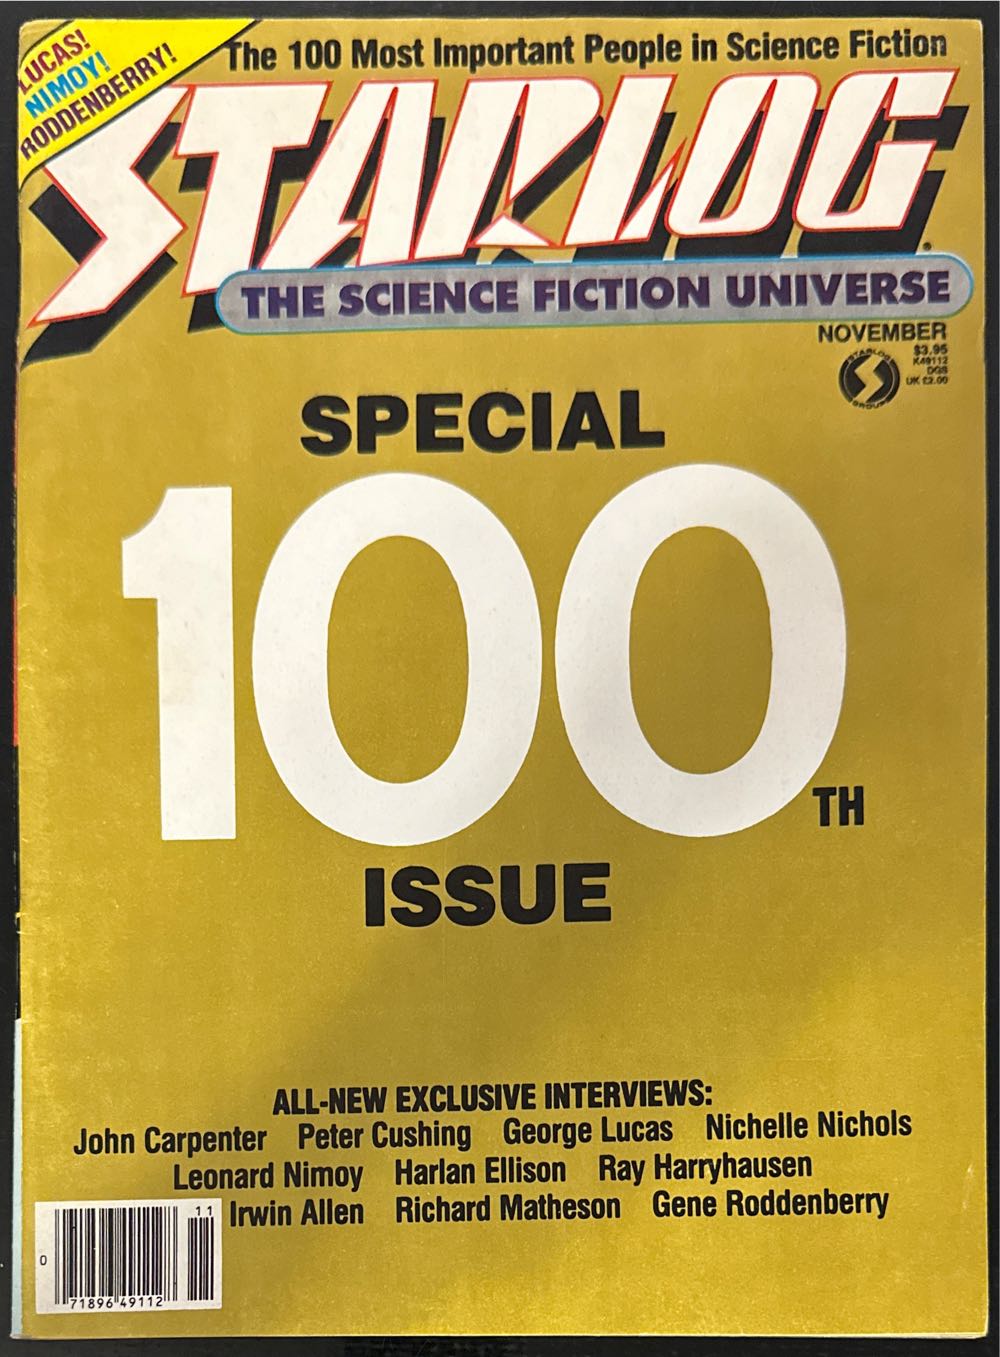 LUCAS!
NIMOY!
RODDENBERRY!
The 100 Most Important People in Science Fiction
STARLOG®
THE SCIENCE FICTION UNIVERSE
NOVEMBER
$3.95
K49112
DGS
UK £2.00
STARLOG
GROUP
SPECIAL
100TH
ISSUE
ALL-NEW EXCLUSIVE INTERVIEWS:
John Carpenter Peter Cushing George Lucas Nichelle Nichols
Leonard Nimoy Harlan Ellison Ray Harryhausen
Irwin Allen Richard Matheson Gene Roddenberry
11
0
71896 49112